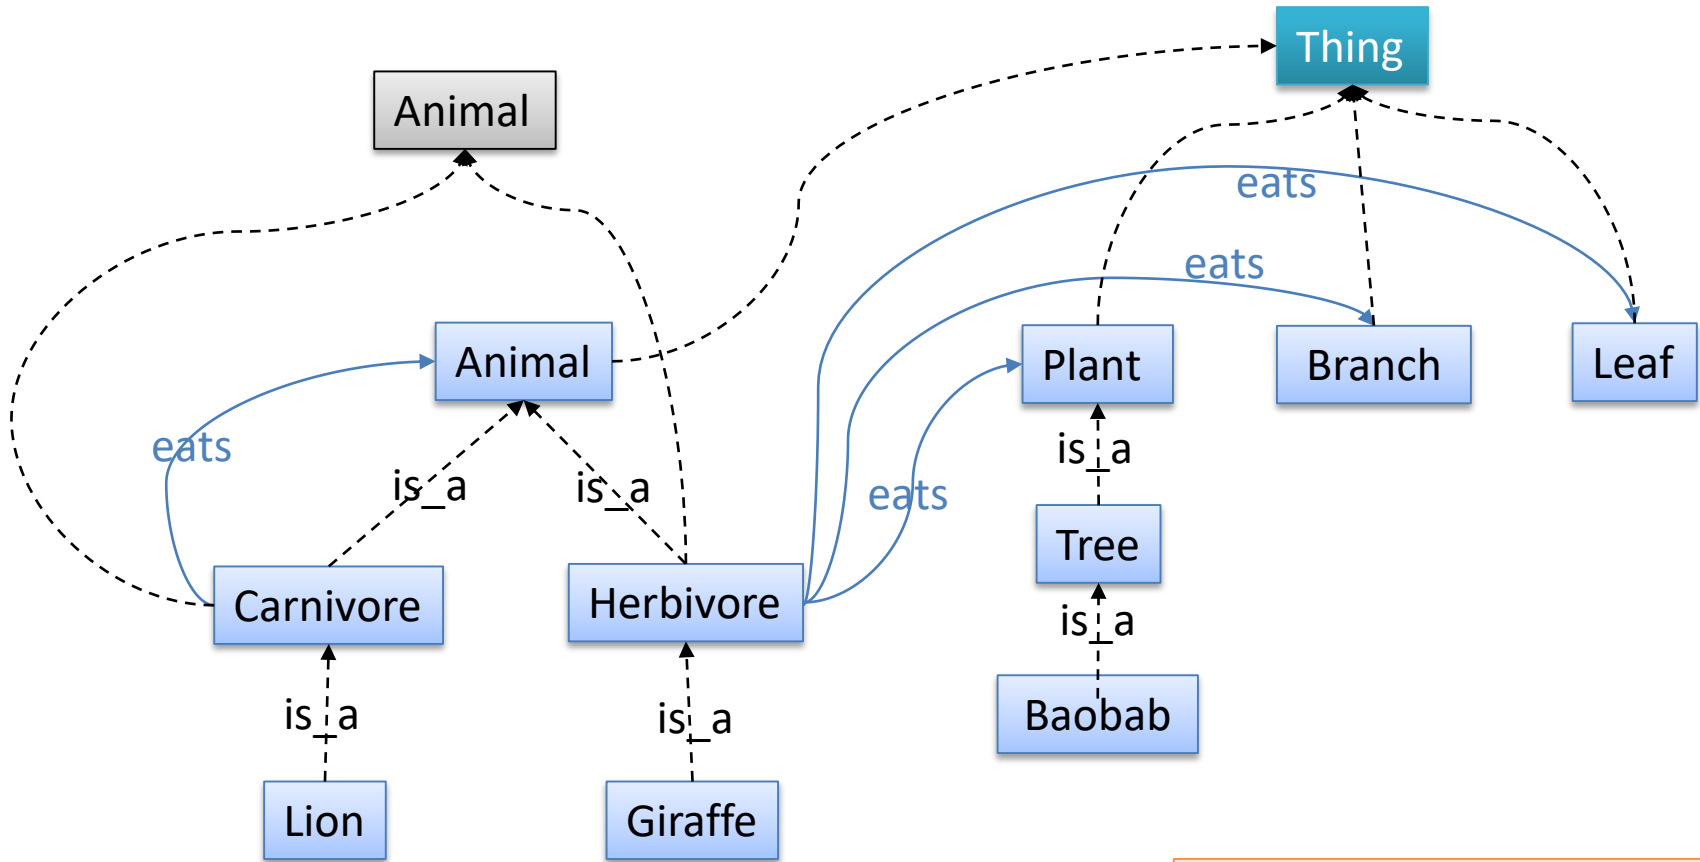 Thing
Animal
eats
eats
Animal
Plant
Branch
Leaf
eats
is_a
is_a
is_a
eats
Tree
Carnivore
Herbivore
is_a
is_a
is_a
Baobab
Lion
Giraffe